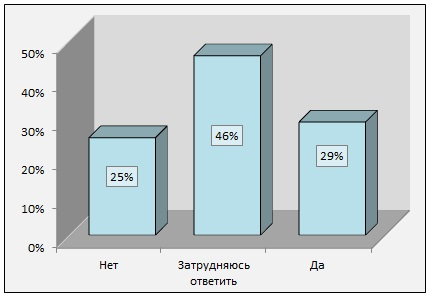 50%
40%
30%
20%
10%
0%
25%
46%
29%
Нет
Затрудняюсь
ответить
Да